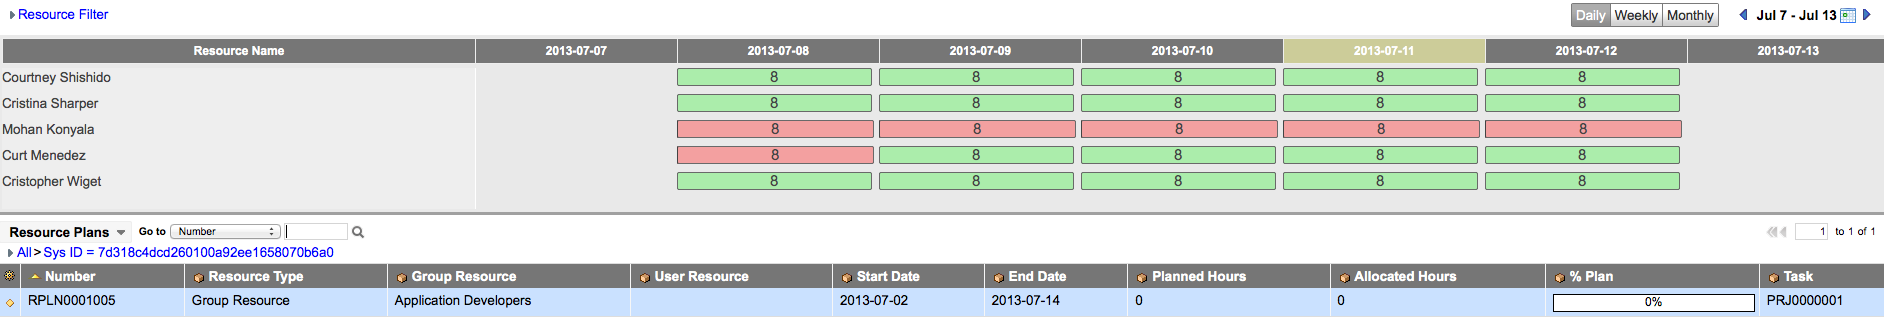 Resource Filter Daily Weekly Monthly Jul 7 - Jul 13
Resource Name 2013-07-07 2013-07-08 2013-07-09 2013-07-10 2013-07-11 2013-07-12 2013-07-13
Courtney Shishido 8 8 8 8 8
Cristina Sharper 8 8 8 8 8
Mohan Konyala 8 8 8 8 8
Curt Menedez 8 8 8 8 8
Cristopher Wiget 8 8 8 8 8
Resource Plans Go to Number 1 to 1 of 1
All > Sys ID = 7d318c4dcd260100a92ee1658070b6a0
Number Resource Type Group Resource User Resource Start Date End Date Planned Hours Allocated Hours % Plan Task
RPLN0001005 Group Resource Application Developers 2013-07-02 2013-07-14 0 0 0% PRJ0000001